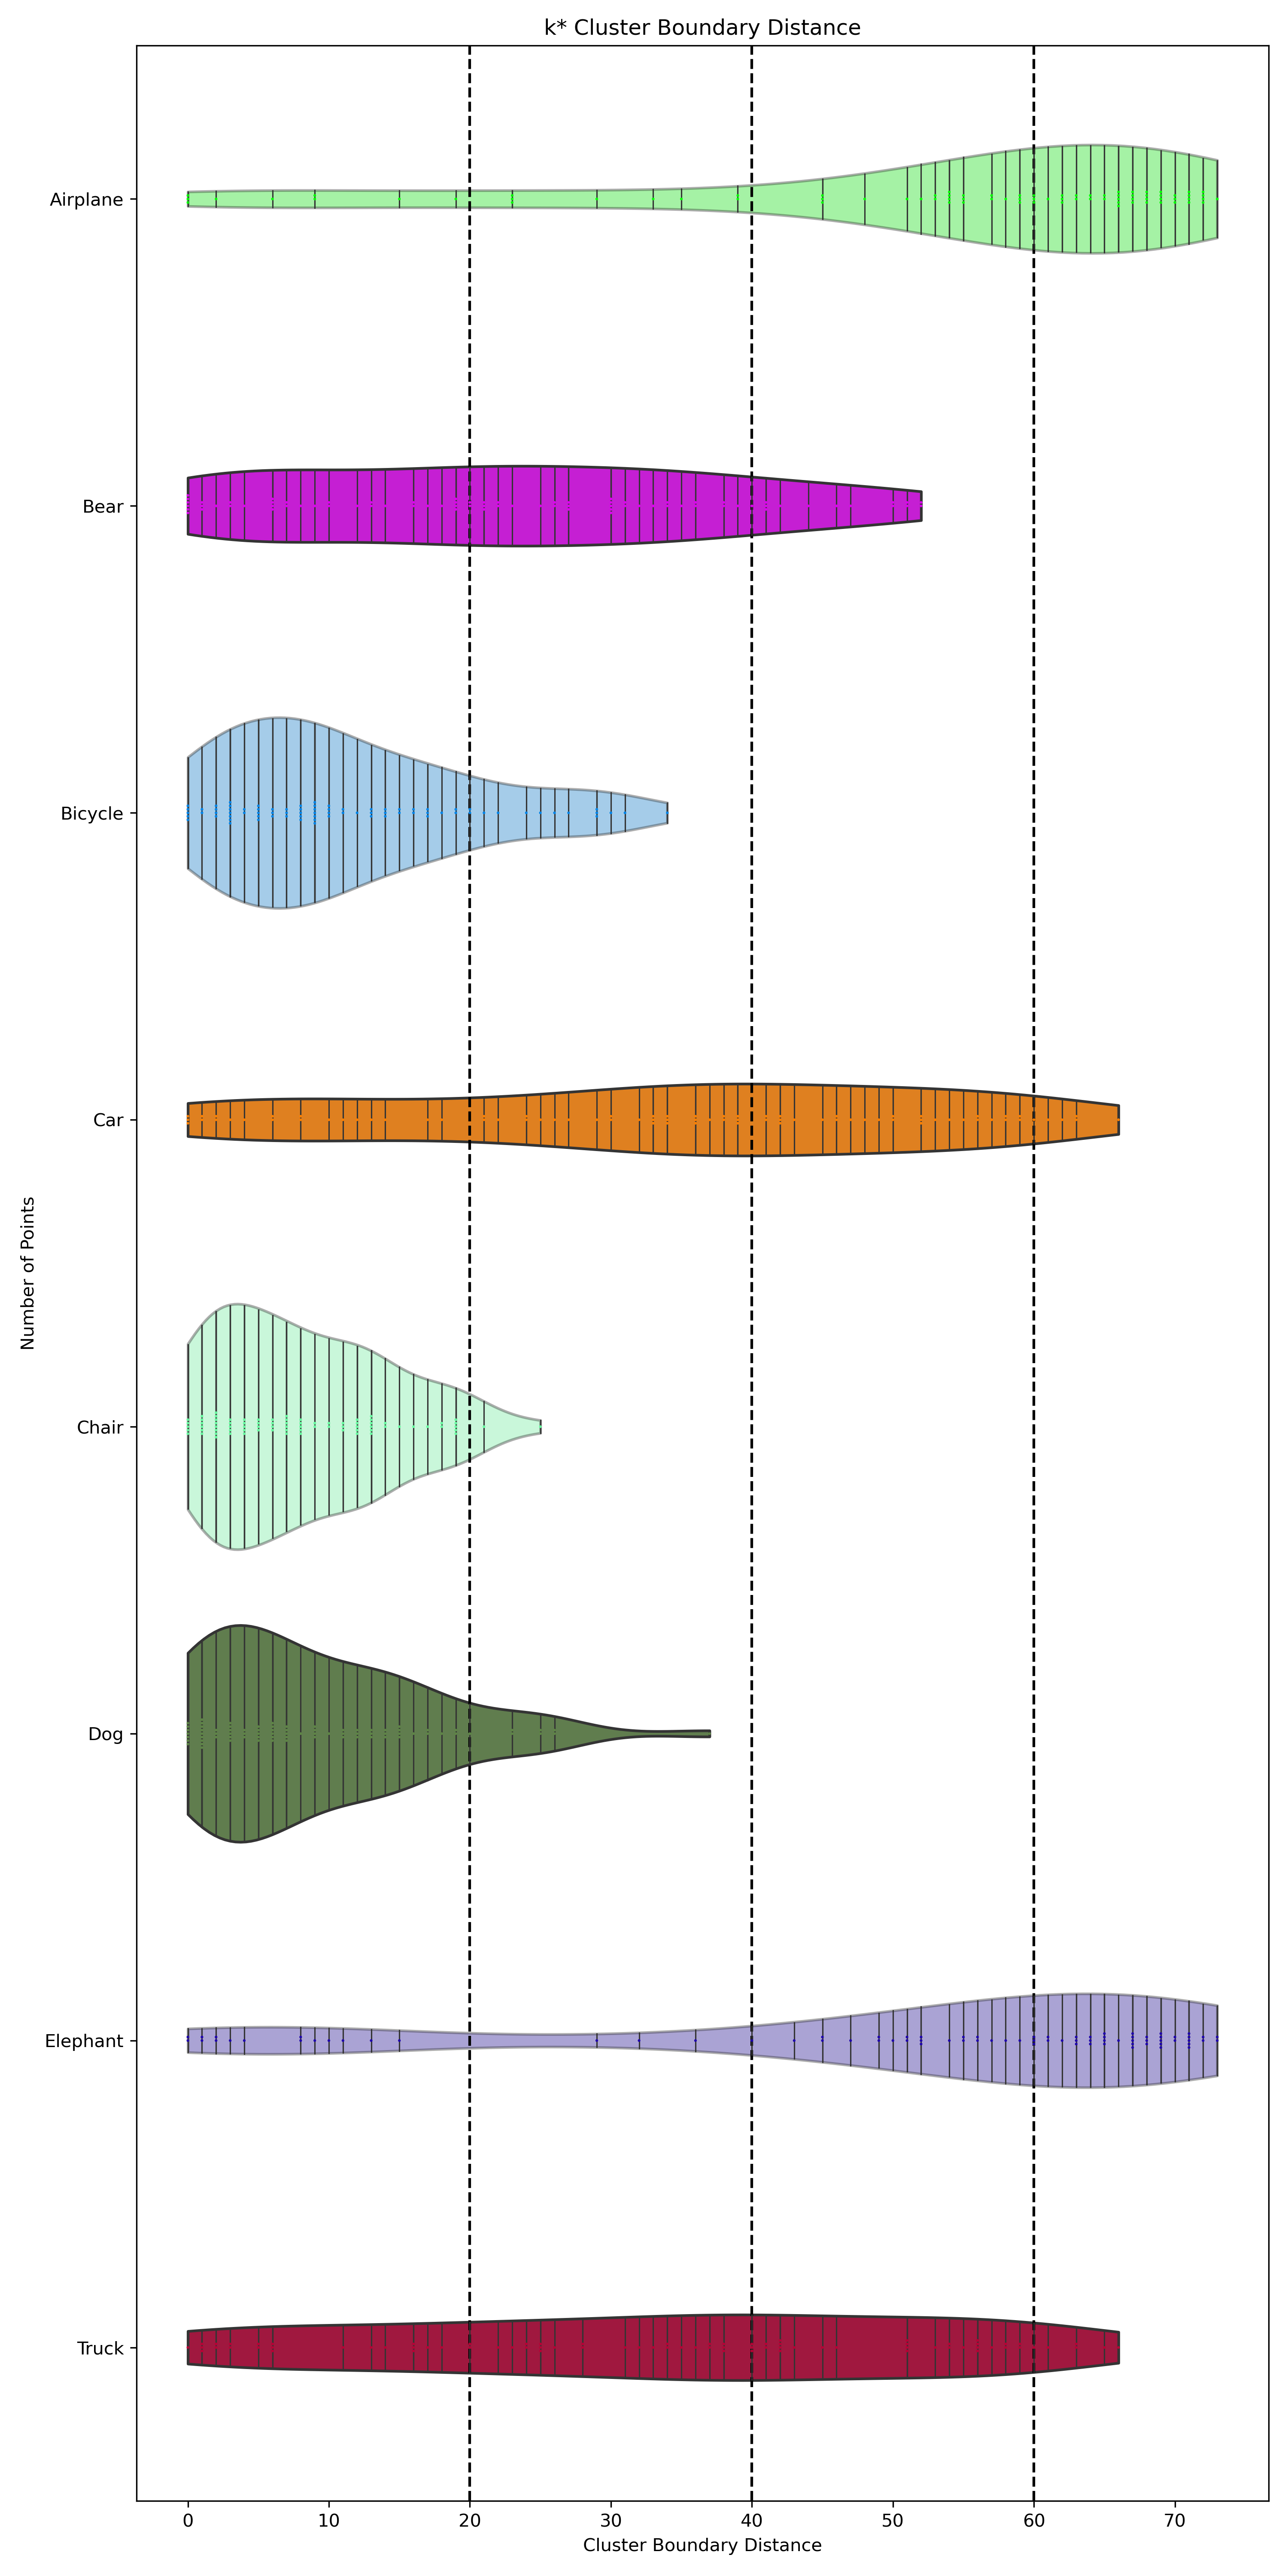 k* Cluster Boundary Distance
Airplane
Bear
Bicycle
Car
Chair
Dog
Elephant
Truck
Number of Points
0 10 20 30 40 50 60 70
Cluster Boundary Distance